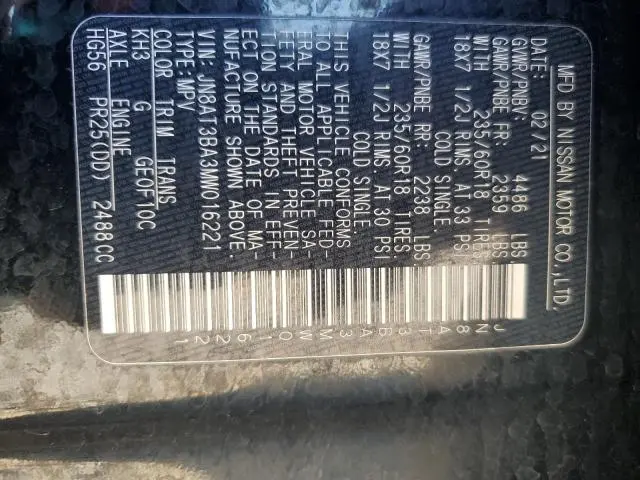 MFD BY NISSAN MOTOR CO.,LTD.
DATE: 02/21
GVWR/PNBV: 4486 LBS.
GAWR/PNBE FR: 2359 LBS.
WITH 235/60R18 TIRES.
18X7 1/2J RIMS AT 33 PSI
COLD SINGLE
GAWR/PNBE RR: 2238 LBS.
WITH 235/60R18 TIRES.
18X7 1/2J RIMS AT 30 PSI
COLD SINGLE
THIS VEHICLE CONFORMS
TO ALL APPLICABLE FED-
ERAL MOTOR VEHICLE SA-
FETY AND THEFT PREVEN-
TION STANDARDS IN EFF-
ECT ON THE DATE OF MA-
NUFACTURE SHOWN ABOVE.
VIN: JN8AT3BA3MW016221
TYPE: MPV
COLOR TRIM TRANS
KH3 G GE0F10C
AXLE ENGINE
HG56 PR25(DD) 2488CC
JN8AT3BA3MW016221